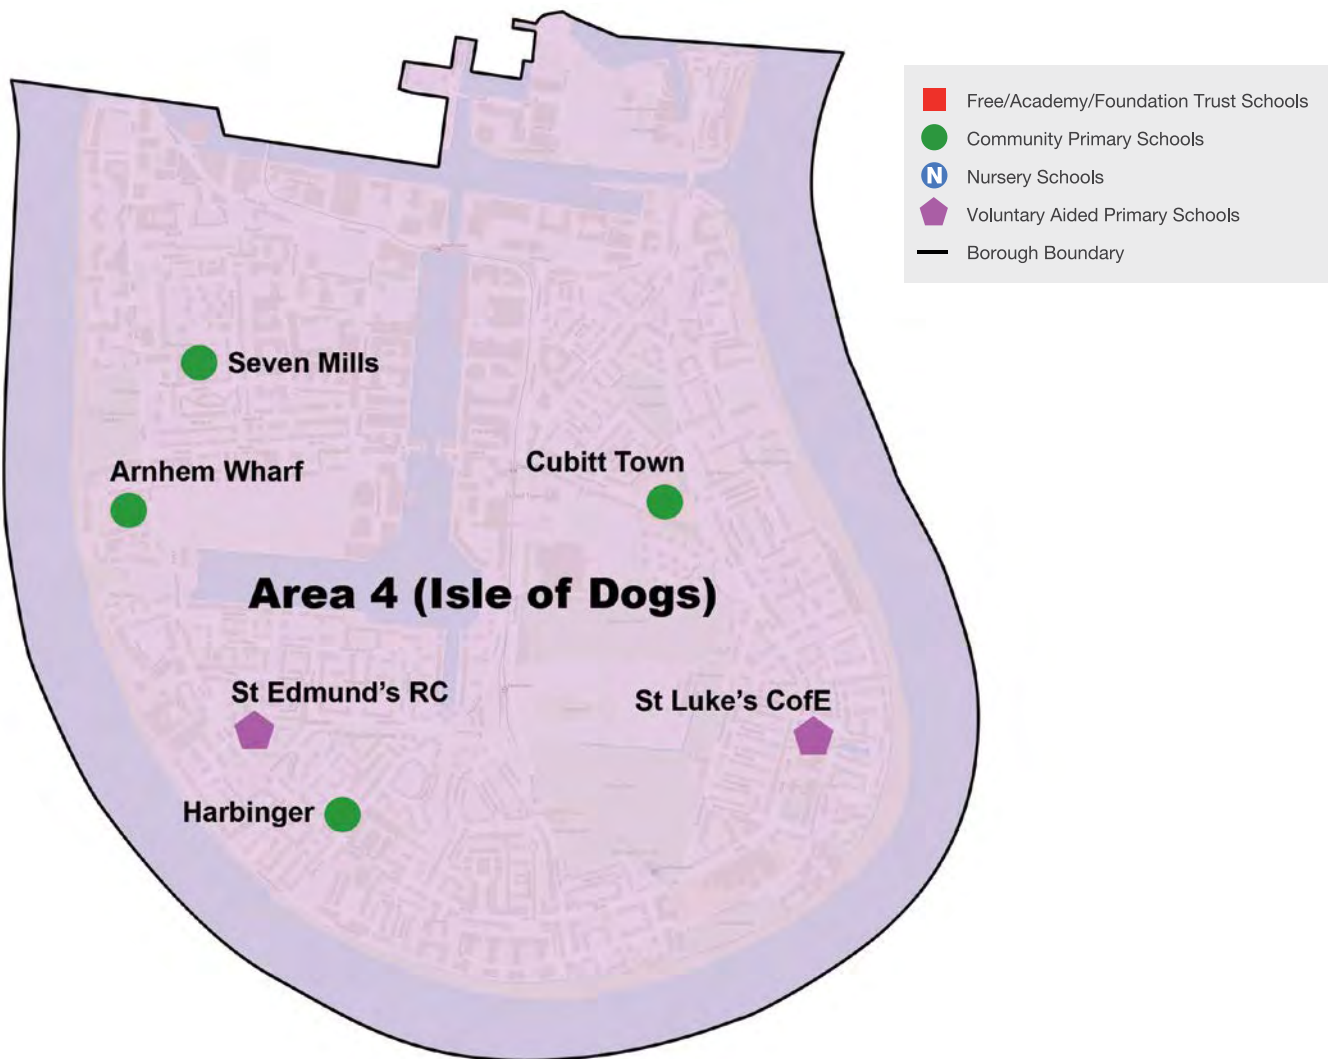 Free/Academy/Foundation Trust Schools
Community Primary Schools
N Nursery Schools
Voluntary Aided Primary Schools
Borough Boundary
Seven Mills
Arnhem Wharf
Cubitt Town
Area 4 (Isle of Dogs)
St Edmund's RC
St Luke's CofE
Harbinger